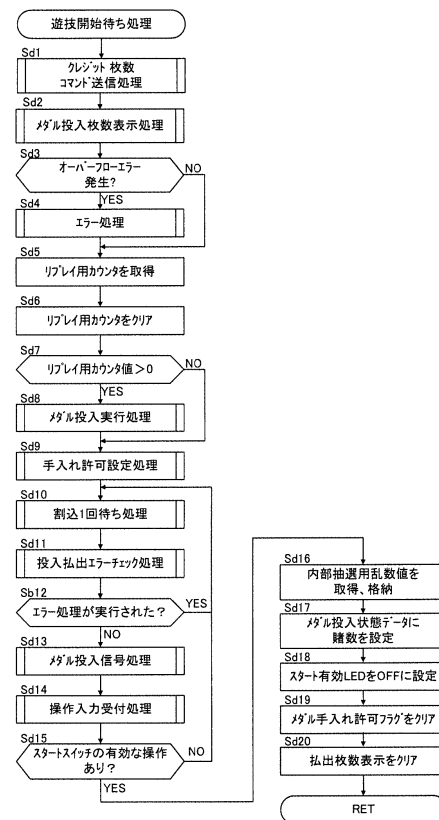 遊技開始待ち処理
Sd1
クレジット 枚数
コマンド送信処理
Sd2
メダル投入枚数表示処理
Sd3
オーバーフローエラー
発生?
NO
YES
Sd4
エラー処理
Sd5
リプレイ用カウンタを取得
Sd6
リプレイ用カウンタをクリア
Sd7
リプレイ用カウンタ値>0
NO
YES
Sd8
メダル投入実行処理
Sd9
手入れ許可設定処理
Sd10
割込1回待ち処理
Sd11
投入払出エラーチェック処理
Sb12
エラー処理が実行された?
YES
NO
Sd13
メダル投入信号処理
Sd14
操作入力受付処理
Sd15
スタートスイッチの有効な操作
あり?
NO
YES
Sd16
内部抽選用乱数値を
取得、格納
Sd17
メダル投入状態データに
賭数を設定
Sd18
スタート有効LEDをOFFに設定
Sd19
メダル手入れ許可フラグをクリア
Sd20
払出枚数表示をクリア
RET